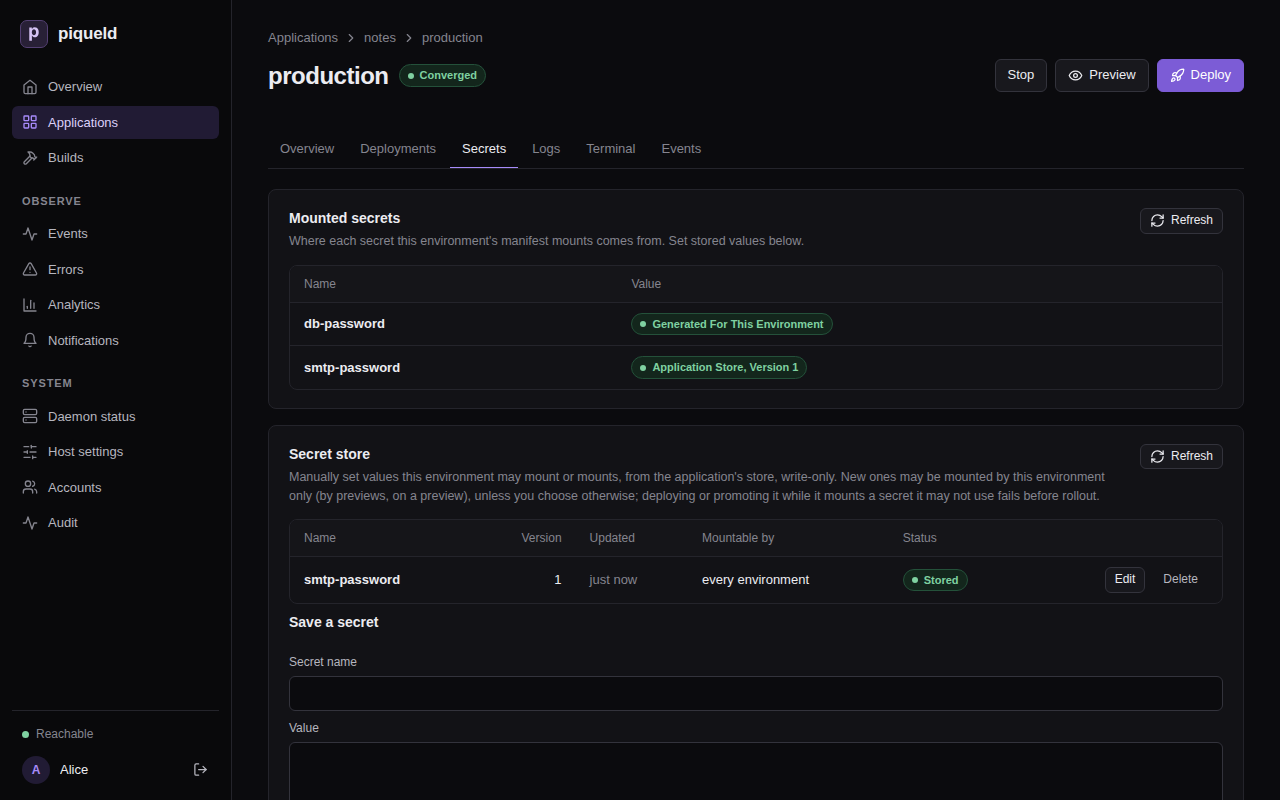 p piqueld
Overview
Applications
Builds
OBSERVE
Events
Errors
Analytics
Notifications
SYSTEM
Daemon status
Host settings
Accounts
Audit
Reachable
A Alice
Applications > notes > production
production Converged
Stop Preview Deploy
Overview Deployments Secrets Logs Terminal Events
Mounted secrets
Refresh
Where each secret this environment's manifest mounts comes from. Set stored values below.
Name Value
db-password Generated For This Environment
smtp-password Application Store, Version 1
Secret store
Refresh
Manually set values this environment may mount or mounts, from the application's store, write-only. New ones may be mounted by this environment
only (by previews, on a preview), unless you choose otherwise; deploying or promoting it while it mounts a secret it may not use fails before rollout.
Name Version Updated Mountable by Status
smtp-password 1 just now every environment Stored Edit Delete
Save a secret
Secret name
Value